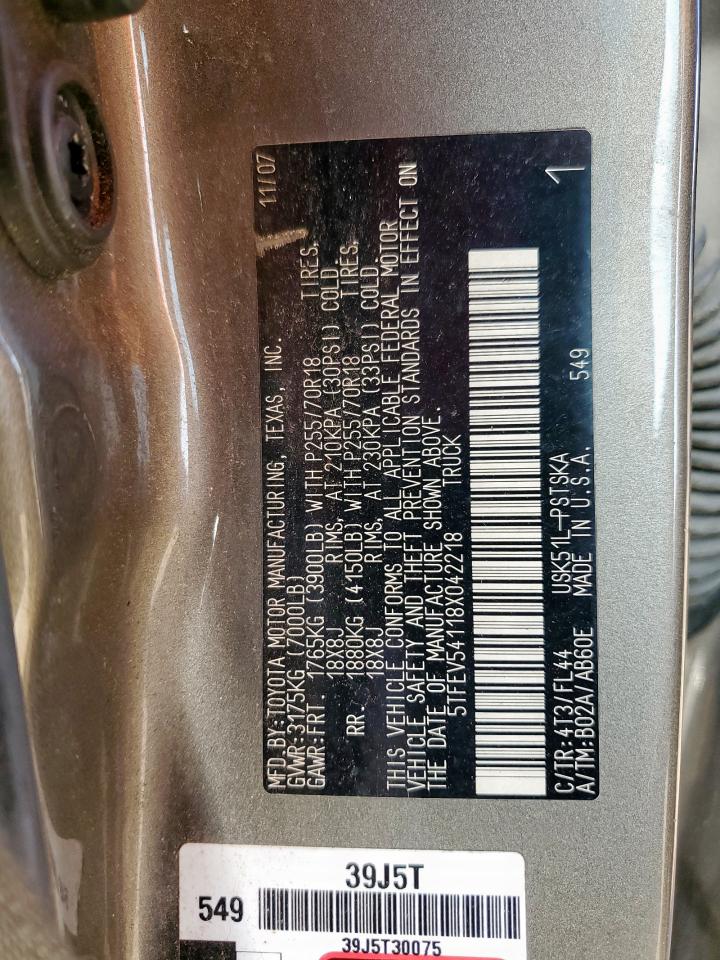 MFD.BY:TOYOTA MOTOR MANUFACTURING, TEXAS, INC. 11/07
GVWR:3175KG (7000LB)
GAWR:FRT. 1765KG (3900LB) WITH P255/70R18 TIRES,
18X8J RIMS, AT 210KPA (30PSI) COLD
RR. 1880KG (4150LB) WITH P255/70R18 TIRES,
18X8J RIMS, AT 230KPA (33PSI) COLD.
THIS VEHICLE CONFORMS TO ALL APPLICABLE FEDERAL MOTOR
VEHICLE SAFETY AND THEFT PREVENTION STANDARDS IN EFFECT ON
THE DATE OF MANUFACTURE SHOWN ABOVE.
5TFEV54118X042218 TRUCK
C/TR:4T3/FL44 USK51L-PSTSKA
A/TM:B02A/AB60E MADE IN U.S.A. 549
1
39J5T
549
39J5T30075